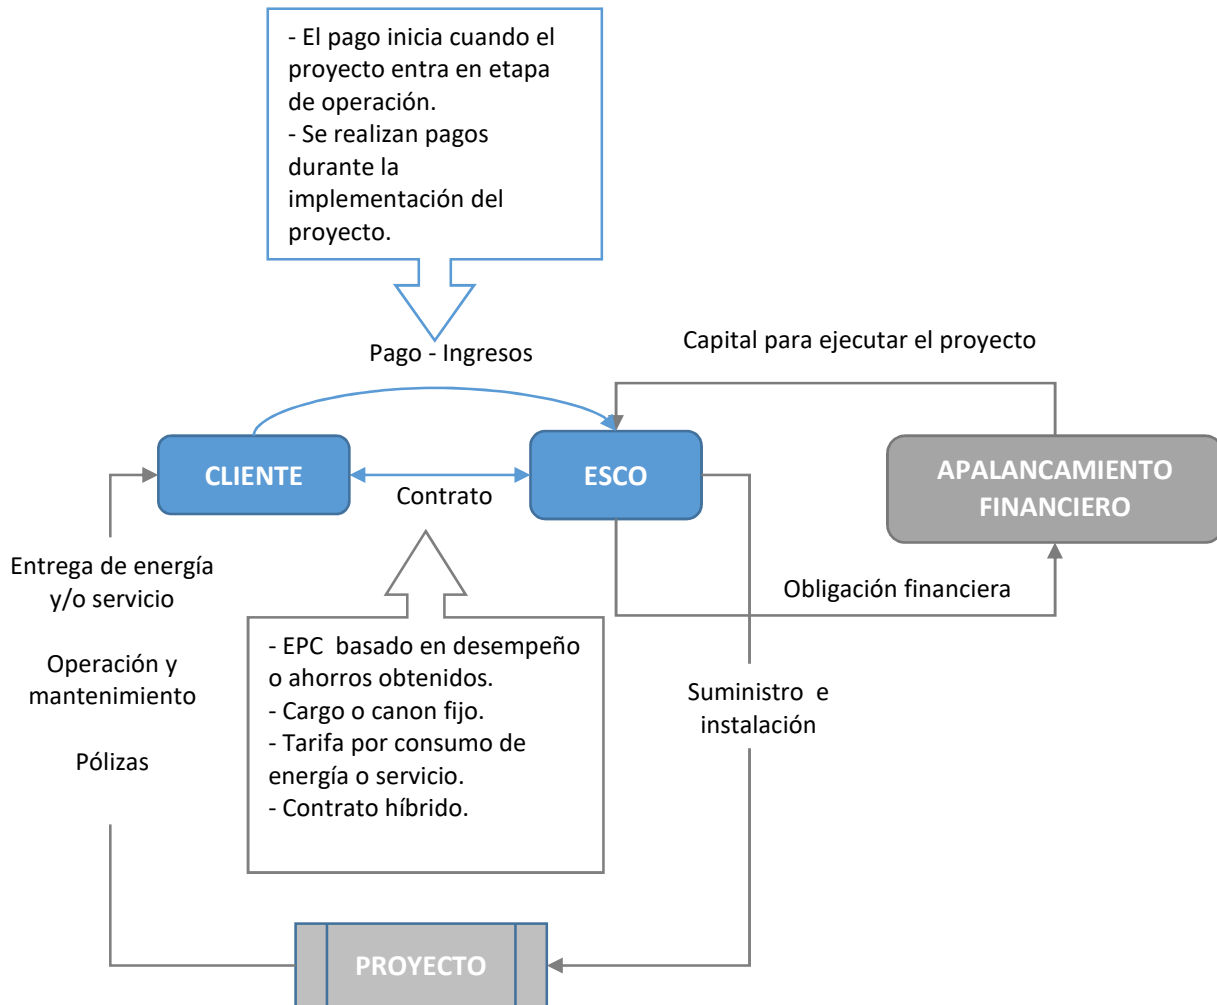 - El pago inicia cuando el
proyecto entra en etapa
de operación.
- Se realizan pagos
durante la
implementación del
proyecto.
Pago - Ingresos
Capital para ejecutar el proyecto
CLIENTE
ESCO
APALANCAMIENTO
FINANCIERO
Contrato
Entrega de energía
y/o servicio
Operación y
mantenimiento
Pólizas
Obligación financiera
- EPC  basado en desempeño
o ahorros obtenidos.
- Cargo o canon fijo.
- Tarifa por consumo de
energía o servicio.
- Contrato híbrido.
Suministro  e
instalación
PROYECTO